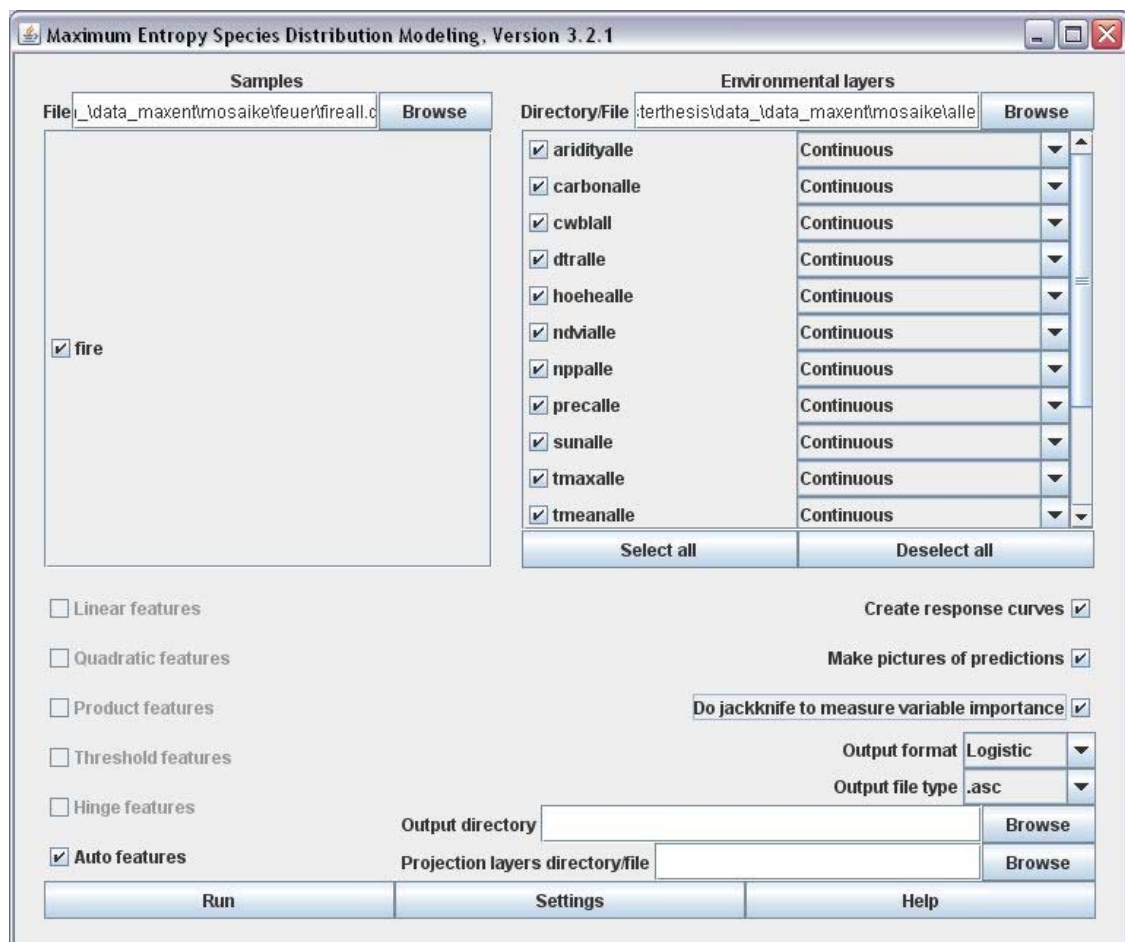 Maximum Entropy Species Distribution Modeling, Version 3.2.1
Samples
File _\data_maxent\mosaike\feuer\fireall.c Browse
fire
Environmental layers
Directory/File terthesis\data_\data_maxent\mosaike\alle Browse
aridityalle Continuous
carbonalle Continuous
cwblall Continuous
dtralle Continuous
hoehealle Continuous
ndvialle Continuous
nppalle Continuous
precalle Continuous
sunalle Continuous
tmaxalle Continuous
tmeanalle Continuous
Select all Deselect all
Linear features
Quadratic features
Product features
Threshold features
Hinge features
Auto features
Create response curves
Make pictures of predictions
Do jackknife to measure variable importance
Output format Logistic
Output file type .asc
Output directory Browse
Projection layers directory/file Browse
Run Settings Help